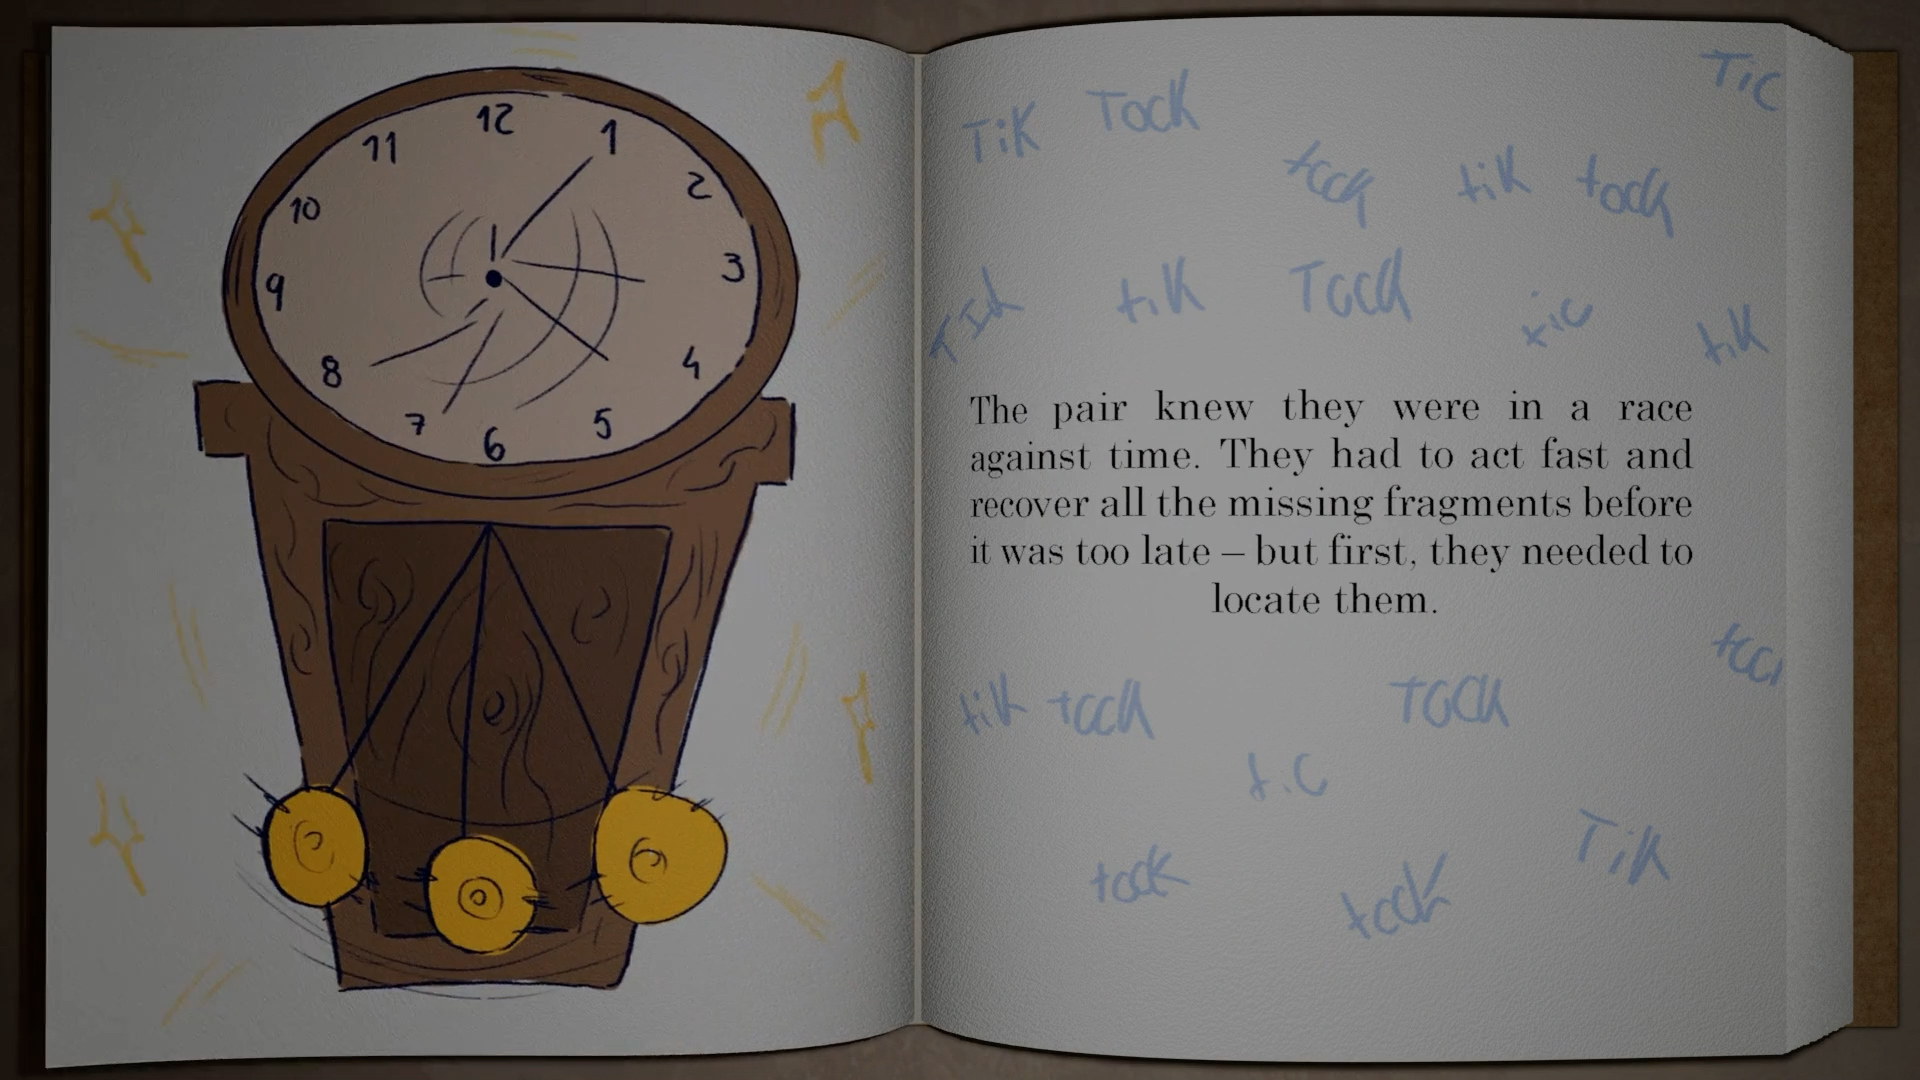 12
11 1
10 2
9 3
8 4
7 5
6
TiK Tock TiC
tock tik tock
Tik tik Tock tic tik
The pair knew they were in a race
against time. They had to act fast and
recover all the missing fragments before
it was too late – but first, they needed to
locate them.
tik tock Tock tock
tic
tock tock Tik